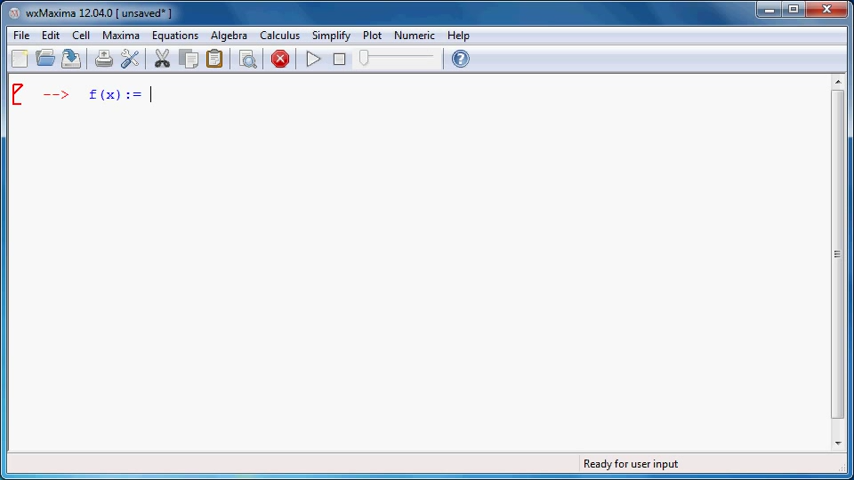 wxMaxima 12.04.0 [ unsaved* ]
File Edit Cell Maxima Equations Algebra Calculus Simplify Plot Numeric Help
--> f(x):=
Ready for user input